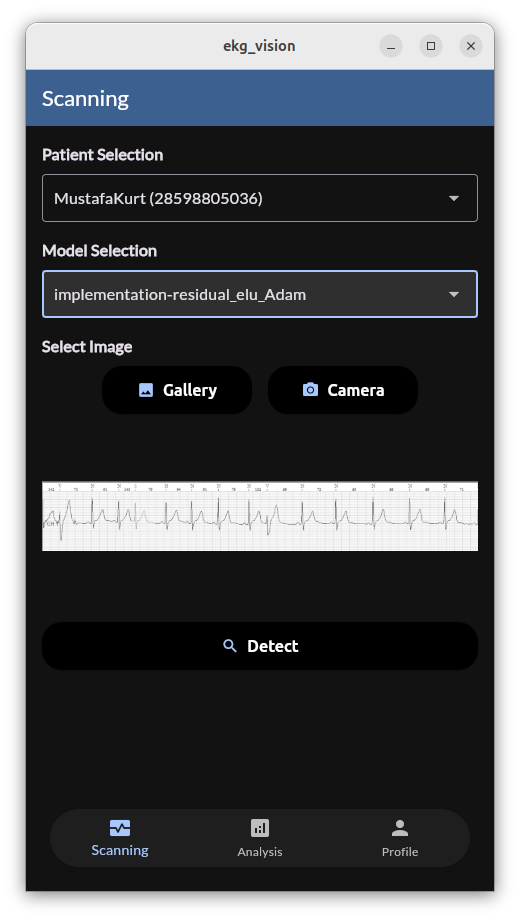 ekg_vision
Scanning
Patient Selection
MustafaKurt (28598805036)
Model Selection
implementation-residual_elu_Adam
Select Image
Gallery
Camera
Detect
Scanning
Analysis
Profile